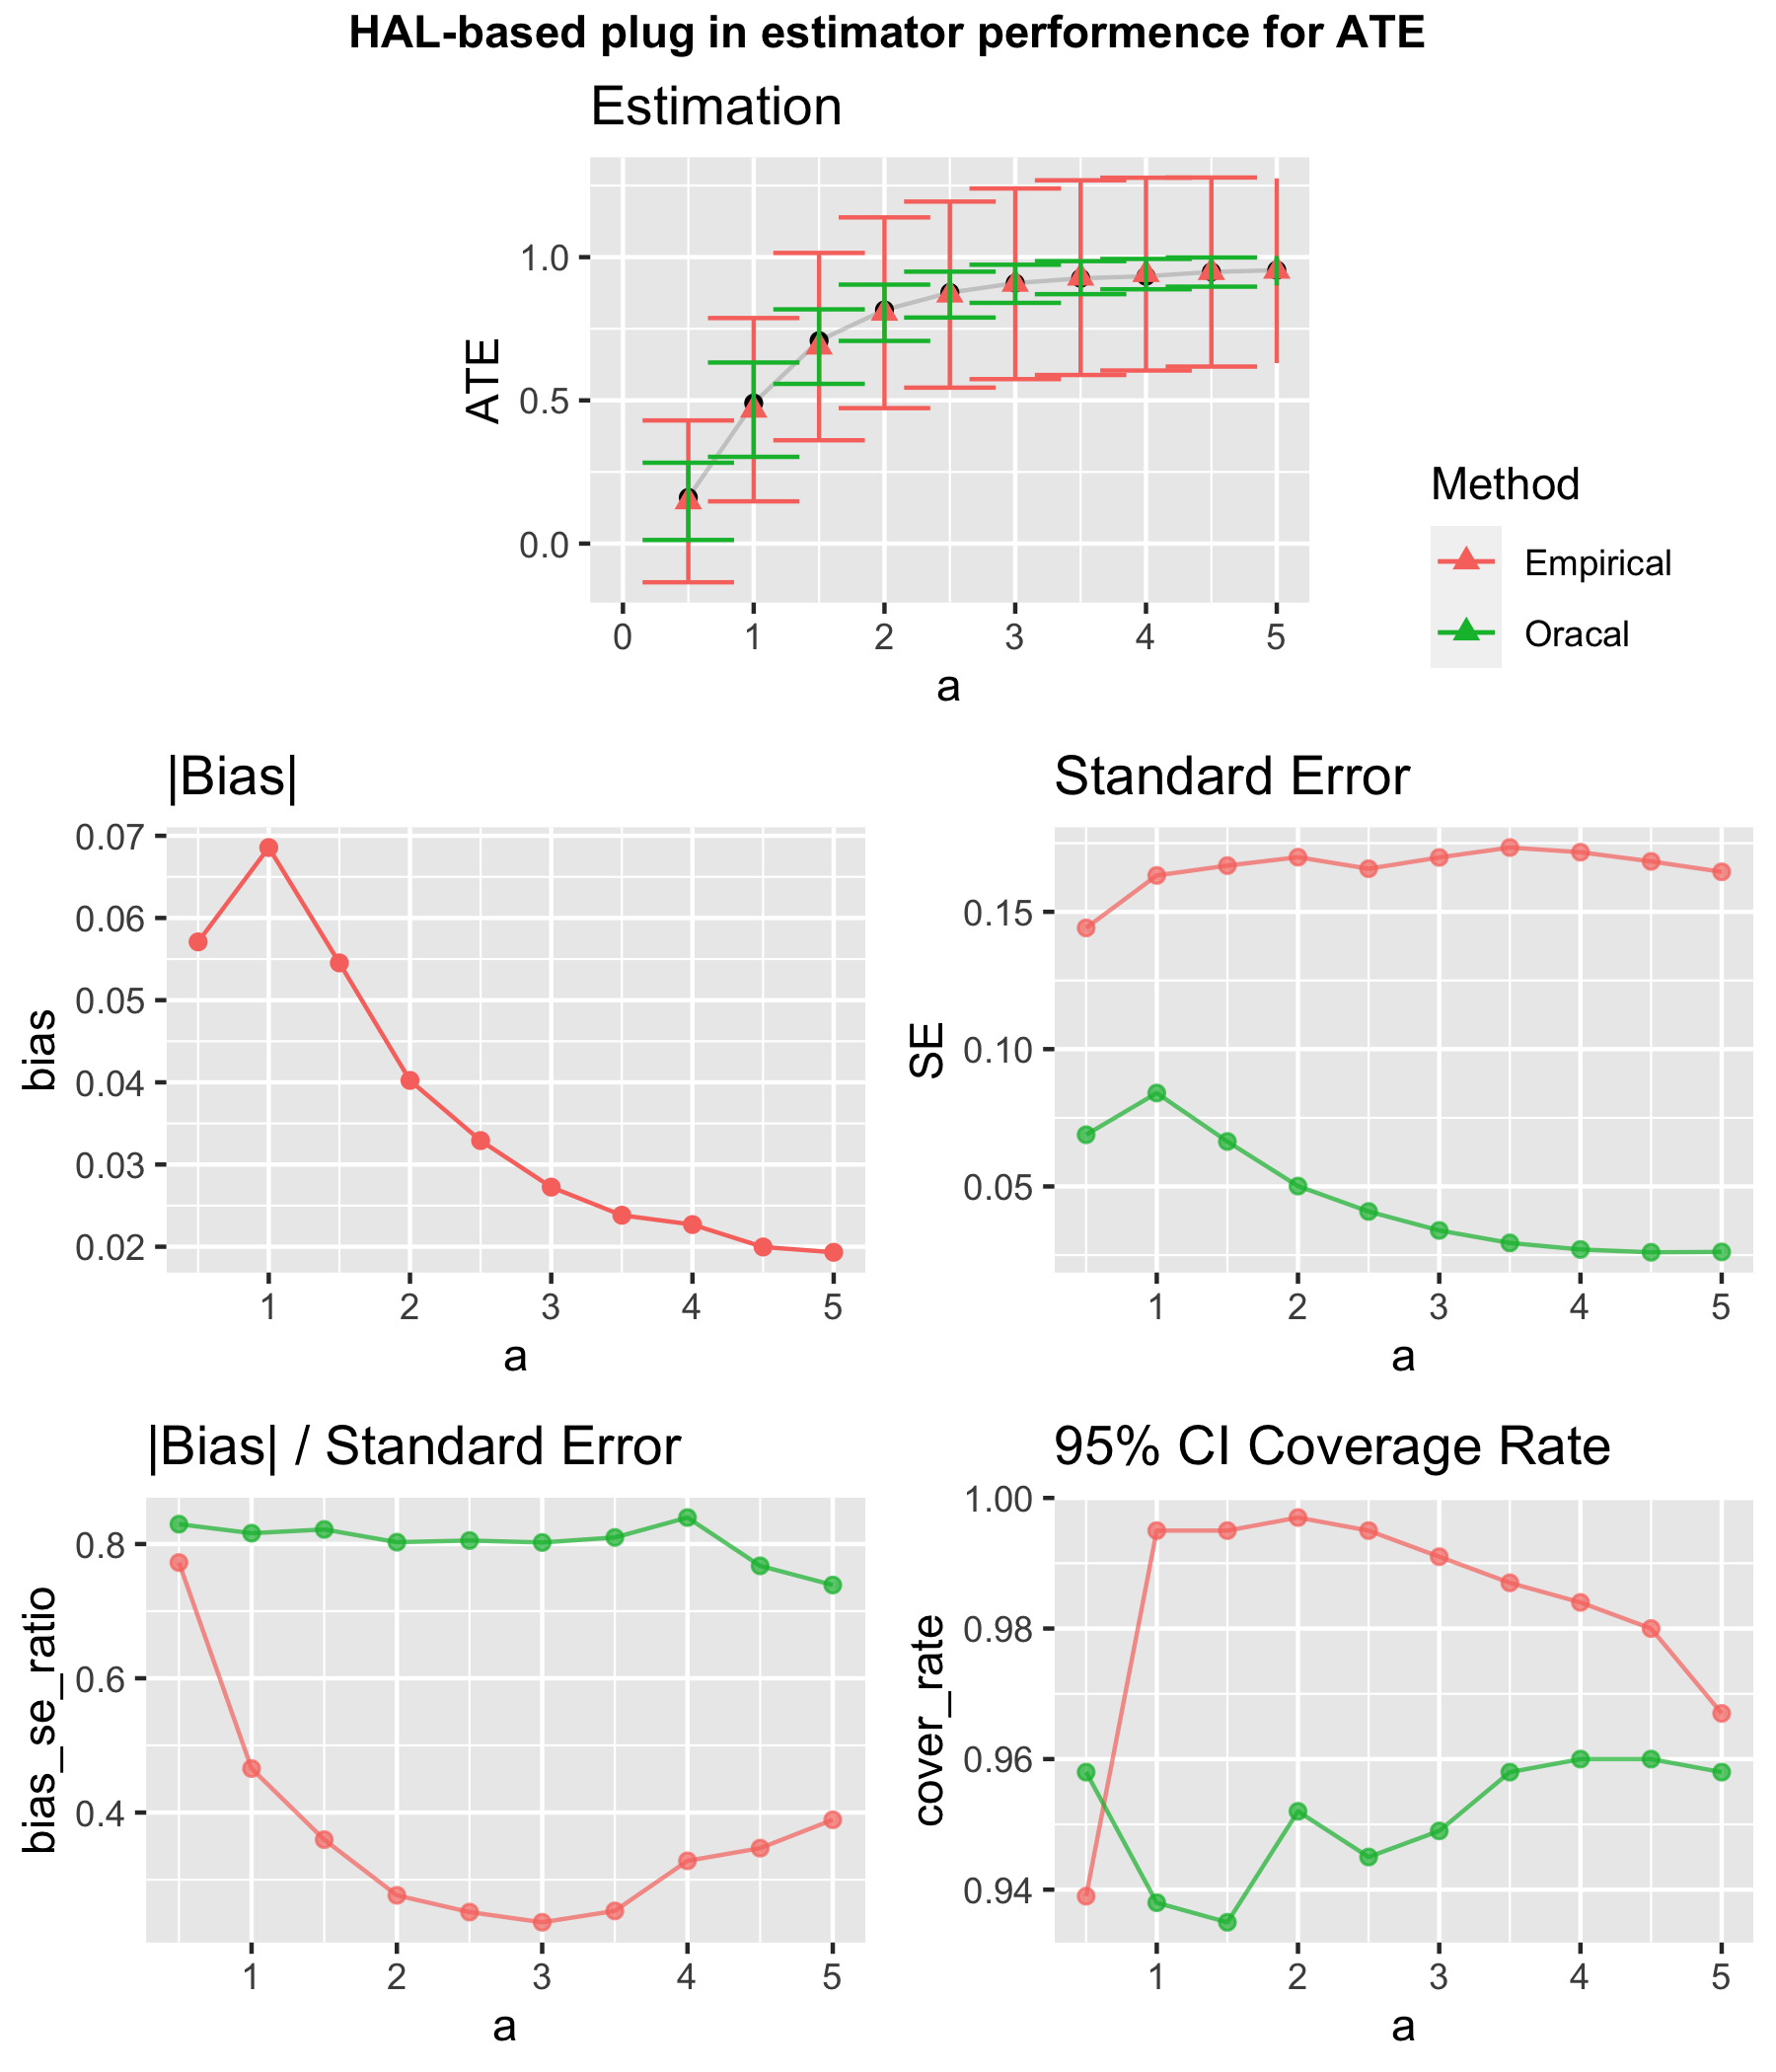 HAL-based plug in estimator performence for ATE
Estimation
ATE
1.0
0.5
0.0
0 1 2 3 4 5
a
Method
Empirical
Oracal
|Bias|
bias
0.07
0.06
0.05
0.04
0.03
0.02
1 2 3 4 5
a
Standard Error
SE
0.15
0.10
0.05
1 2 3 4 5
a
|Bias| / Standard Error
bias_se_ratio
0.8
0.6
0.4
1 2 3 4 5
a
95% CI Coverage Rate
cover_rate
1.00
0.98
0.96
0.94
1 2 3 4 5
a